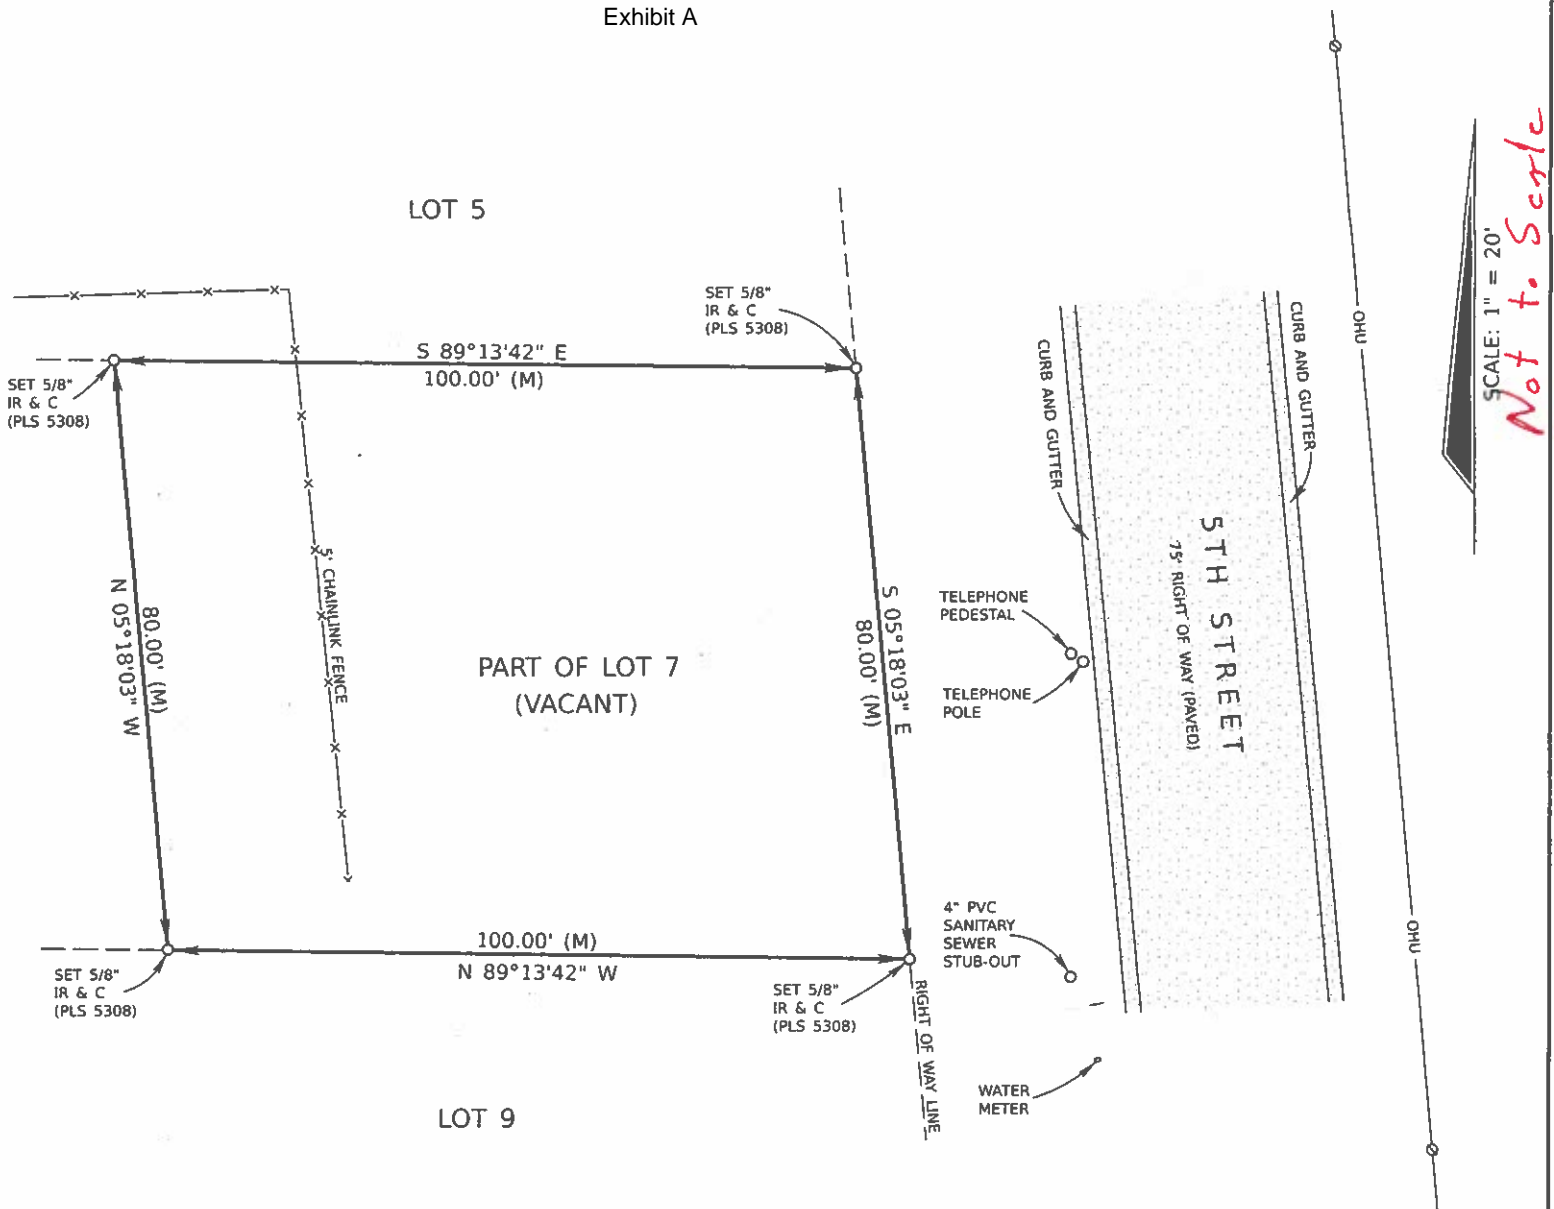 Exhibit A
LOT 5
SET 5/8"
IR & C
(PLS 5308)
S 89°13'42" E
100.00' (M)
SET 5/8"
IR & C
(PLS 5308)
CURB AND GUTTER
CURB AND GUTTER
OHU
SCALE: 1" = 20'
Not to Scale
5' CHAINLINK FENCE
80.00' (M)
N 05°18'03" W
PART OF LOT 7
(VACANT)
S 05°18'03" E
80.00' (M)
TELEPHONE
PEDESTAL
TELEPHONE
POLE
5TH STREET
75' RIGHT OF WAY (PAVED)
100.00' (M)
N 89°13'42" W
SET 5/8"
IR & C
(PLS 5308)
SET 5/8"
IR & C
(PLS 5308)
4" PVC
SANITARY
SEWER
STUB-OUT
OHU
RIGHT OF WAY LINE
WATER
METER
LOT 9